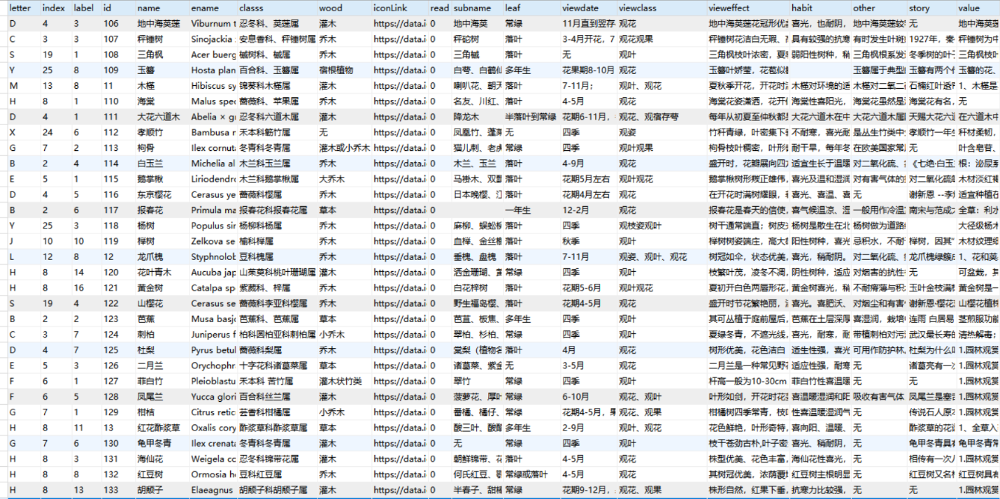 letter index label id name ename classs wood iconLink read subname leaf viewdate viewclass vieweffect habit other story value
D 4 3 106 地中海荚蒾 Viburnum t 忍冬科、荚蒾属 灌木 https://data.i 0 地中海荚 常绿 11月直到翌存 观花 地中海荚蒾花冠形优 喜光，也耐阴， 地中海荚蒾较 无 地中海荚蒾
C 3 3 107 秤锤树 Sinojackia 安息香科、秤锤树属 乔木 https://data.i 0 秤砣树 落叶 3-4月开花，7 观花观果 秤锤树花洁白无瑕、 具有较强的抗寒 有时发生叶斑 1927年，秦 秤锤树为中
S 19 1 108 三角枫 Acer buerg 槭树科、槭属 乔木 https://data.i 0 三角槭 落叶 无 观叶 三角枫枝叶浓密，夏 弱阳性树种，稍 三角枫根系发 冬季树的叶 三角枫枝叶
Y 25 8 109 玉簪 Hosta plan 百合科、玉簪属 宿根植物 https://data.i 0 白萼、白鹤仙 多年生 花果期8-10月 观花 玉簪叶娇莹，花苞似 玉簪属于典型 玉簪有两个 玉簪的花、
M 13 8 11 木槿 Hibiscus sy 锦葵科木槿属 灌木 https://data.i 0 喇叭花、朝天 落叶 7-11月； 观叶、观花 夏秋季开花，开花时 木槿对环境的适 木槿对二氧二 石楠红叶透 1、木槿是
H 8 1 110 海棠 Malus spec 蔷薇科、苹果属 乔木 https://data.i 0 名友、川红、 落叶 4-5月 观花 海棠花姿潇洒，花开 海棠性喜阳光， 海棠花虽然是 海棠花有名， 无
D 4 1 111 大花六道木 Abelia × gr 忍冬科六道木属 灌木 https://data.i 0 降龙木 半落叶到常绿 花期6-11月， 观花、观宿存萼 每年从初夏至仲秋都 大花六道木在中 大花六道木属 天赐大花六 在六道木中
X 24 6 112 孝顺竹 Bambusa n 禾本科簕竹属 无 https://data.i 0 凤凰竹、蓬莱 无 四季 观姿 竹秆青绿，叶密集下 不耐寒，喜光耐 是丛生竹类中 孝顺竹一年 秆材柔韧，
G 7 2 113 枸骨 Ilex cornuta 冬青科冬青属 灌木或小乔木 https://data.i 0 猫儿刺、老虎 常绿 四季 观叶观果 枸骨枝叶稠密，叶形 耐干旱，每年冬 在欧美国家常 无 叶含皂苷、
B 2 4 114 白玉兰 Michelia al 木兰科玉兰属 乔木 https://data.i 0 木兰、玉兰 落叶 4-9月 观花 盛开时，花瓣展向四 适宜生长于温暖 对二氧化硫、 《七绝·白玉 根：泌尿系
E 5 1 115 鹅掌楸 Liriodendro 木兰科鹅掌楸属 大乔木 https://data.i 0 马褂木、双飘 落叶 花期5月左右 观花观叶 鹅掌楸树形端正雄伟， 喜光及温和湿润 对有害气体的 对二氧化硫 木材淡红褐
D 4 5 116 东京樱花 Cerasus ye 蔷薇科樱属 乔木 https://data.i 0 日本晚樱、江 落叶 花期4月左右 观花 在开花时满树耀眼， 喜光、喜温、喜 无 谢新恩 --李煜 适宜种植在
B 2 6 117 报春花 Primula ma 报春花科报春花属 草本 https://data.i 0 一年生 12-2月 观花 报春花是春天的信使， 喜气候温凉、湿 一般用作冷温 南宋与范成大 全草：利水
Y 25 3 118 杨树 Populus sir 杨柳科杨属 乔木 https://data.i 0 麻柳、蜈蚣柳 落叶 四季 观枝姿观叶 树干通常端直；树皮 杨树是散生在北 杨树做为道路 大径级杨木
J 10 10 119 榉树 Zelkova se 榆科榉属 乔木 https://data.i 0 血榉、金丝榔 落叶 秋季 观叶 榉树树姿端庄，高大 阳性树种，喜光 忌积水，不耐 榉树，因其" 木材纹理细
L 12 8 12 龙爪槐 Styphnolob 豆科槐属 乔木 https://data.i 0 垂槐、盘槐 落叶 7-11月 观姿、观叶、观花 树冠如伞，状态优美， 喜光，稍耐阴。 对二氧化硫、 龙爪槐绿簇 1、花和荚
H 8 14 120 花叶青木 Aucuba jap 山茱萸科桃叶珊瑚属 灌木 https://data.i 0 洒金珊瑚、黄 常绿 四季 观叶 枝繁叶茂，凌冬不凋， 阴性树种，适应 对烟害的抗性 无 可盆栽，其
H 8 16 121 黄金树 Catalpa sp 紫葳科、梓属 乔木 https://data.i 0 白花梓树 落叶 花期5-6月 观叶观花 夏初开白色两唇形花， 黄金树喜光，稍 不耐瘠薄与积 玉叶金枝满 黄金树是一
S 19 4 122 山樱花 Cerasus se 蔷薇科李亚科樱属 乔木 https://data.i 0 野生福岛樱、 落叶 花期4-5月 观花 盛开时节花繁艳丽， 喜光。喜肥沃、 对烟尘和有害 谢新恩·樱花 山樱花植株
B 2 2 123 芭蕉 Musa basjo 芭蕉科、芭蕉属 草本 https://data.i 0 芭苴、板焦、 多年生 四季 观叶 其可丛植于庭前屋后， 芭蕉在土层深厚 喜湿润，栽培 连雨 白居易 茎煎服功能
C 3 7 124 刺柏 Juniperus f 柏科圆柏亚科刺柏属 小乔木 https://data.i 0 翠柏、杉柏、 常绿 四季 观叶 夏绿冬青，不遮光线， 喜光，耐寒，耐 带植刺柏对污 武汉最长寿的 清热解毒；
D 4 7 125 杜梨 Pyrus betul 蔷薇科梨属 乔木 https://data.i 0 棠梨（植物名 落叶 4月 观花 树形优美，花色洁白 适生性强，喜光 可用作防护林， 杜梨为什么 1.园林观赏
E 5 3 126 二月兰 Orychophr 十字花科诸葛菜属 草本 https://data.i 0 诸葛菜、紫金 无 3-5月 观花 二月兰是一种常见野 适应性强，耐寒 无 诸葛亮有一次 1.园林观赏
F 6 1 127 菲白竹 Pleioblastu 禾本科 苦竹属 灌木状竹类 https://data.i 0 翠竹 常绿 四季 观叶 杆高一般为10-30cm 菲白竹性喜温暖 无 无 1.园林观赏
F 6 5 128 凤尾兰 Yucca glori 百合科丝兰属 灌木 https://data.i 0 菠萝花、厚叶 常绿 6-10月 观花、观叶 叶形如剑，开花时花 喜温暖湿润和阳 吸收有害气体 凤尾兰是塞舌 1.园林观赏
G 7 1 129 柑桔 Citrus retic 芸香科柑橘属 小乔木 https://data.i 0 番橘、橘仔、 常绿 花期4-5月，果 观花、观果 柑橘树四季常青，枝 性喜温暖湿润气 无 传说石人原 1.园林观赏
H 8 11 13 红花酢浆草 Oxalis cory 酢浆草科酢浆草属 草本 https://data.i 0 酸三叶、酸醋 多年生 2-9月 观叶、观花 花色鲜艳，叶形奇特， 喜向阳、温暖、 无 酢浆草的花 1、全草入
G 7 6 130 龟甲冬青 Ilex crenata 冬青科冬青属 灌木 https://data.i 0 无 常绿 四季 观叶 枝干苍劲古朴,叶子密 喜光、稍耐阴， 无 龟甲冬青具 龟甲冬青常
H 8 3 131 海仙花 Weigela cc 忍冬科锦带花属 灌木 https://data.i 0 朝鲜锦带、花 落叶 4-5月 观花 株型优美、花色丰富， 海仙花性喜光， 无 相传有一次 1.园林观赏
H 8 8 132 红豆树 Ormosia h 豆科红豆属 乔木 https://data.i 0 何氏红豆、鄂 常绿或落叶 4-5月 观花 其树冠优美，浓荫覆 红豆树主根明显 无 红豆树又名 红豆树具有
H 8 13 133 胡颓子 Elaeagnus 胡颓子科胡颓子属 灌木 https://data.i 0 半春子、甜棒 常绿 花期9-12月， 观花、观果 株形自然，红果下垂， 抗寒力比较强， 无 无 1.园林观赏